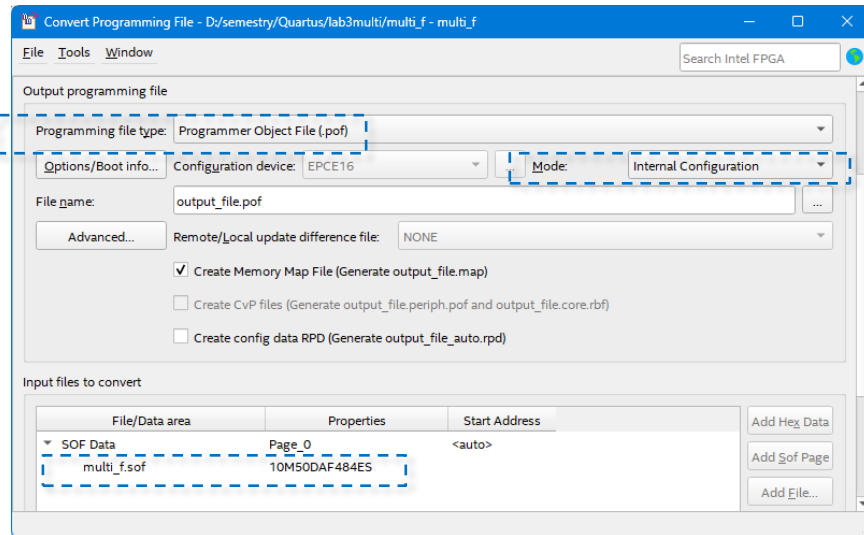 Convert Programming File - D:/semestry/Quartus/lab3multi/multi_f - multi_f
File Tools Window
Search Intel FPGA
Output programming file
Programming file type: Programmer Object File (.pof)
Options/Boot info... Configuration device: EPCE16 ... Mode: Internal Configuration
File name: output_file.pof ...
Advanced... Remote/Local update difference file: NONE
Create Memory Map File (Generate output_file.map)
Create CvP files (Generate output_file.periph.pof and output_file.core.rbf)
Create config data RPD (Generate output_file_auto.rpd)
Input files to convert
File/Data area Properties Start Address
Add Hex Data
SOF Data Page_0 <auto>
Add Sof Page
multi_f.sof 10M50DAF484ES
Add File...